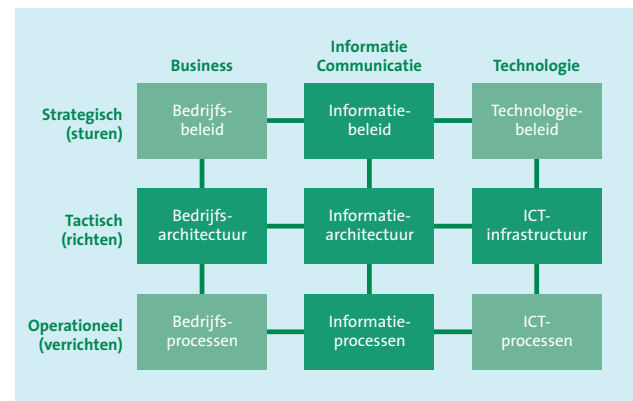 Business
Informatie
Communicatie
Technologie
Strategisch
(sturen)
Bedrijfs-
beleid
Informatie-
beleid
Technologie-
beleid
Tactisch
(richten)
Bedrijfs-
architectuur
Informatie-
architectuur
ICT-
infrastructuur
Operationeel
(verrichten)
Bedrijfs-
processen
Informatie-
processen
ICT-
processen